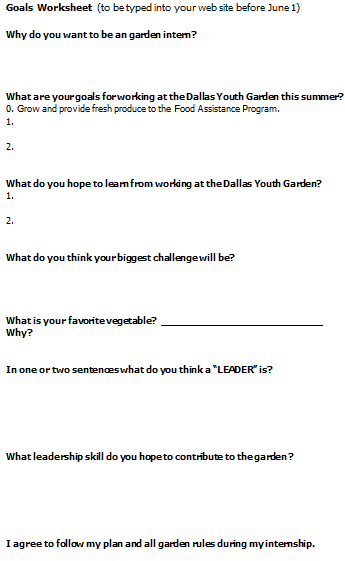 Goals Worksheet (to be typed into your web site before June 1)
Why do you want to be an garden intern?
What are your goals for working at the Dallas Youth Garden this summer?
0. Grow and provide fresh produce to the Food Assistance Program.
1.
2.
What do you hope to learn from working at the Dallas Youth Garden?
1.
2.
What do you think your biggest challenge will be?
What is your favorite vegetable? ___________________________
Why?
In one or two sentences what do you think a "LEADER" is?
What leadership skill do you hope to contribute to the garden?
I agree to follow my plan and all garden rules during my internship.